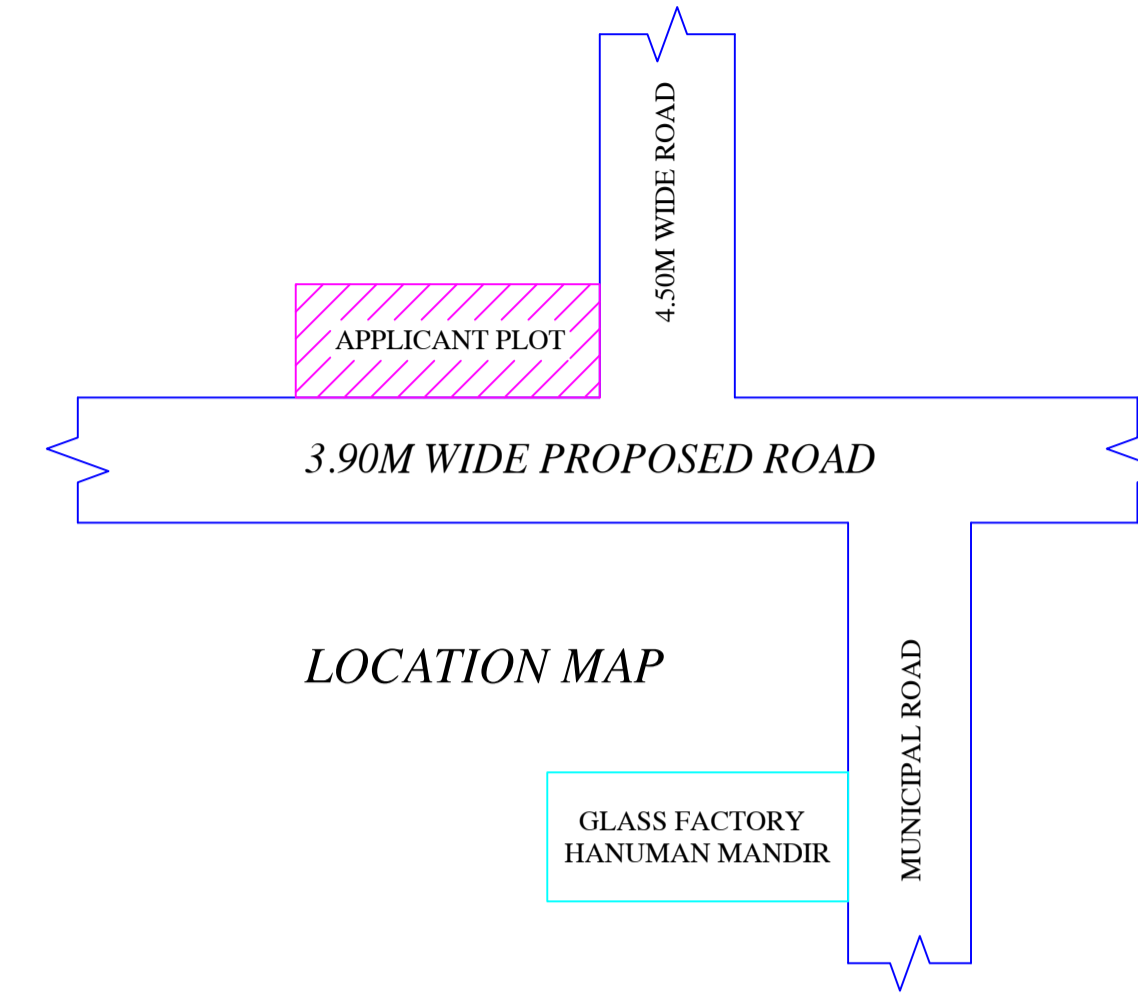 4.50M WIDE ROAD
APPLICANT PLOT
3.90M WIDE PROPOSED ROAD
LOCATION MAP
MUNICIPAL ROAD
GLASS FACTORY
HANUMAN MANDIR